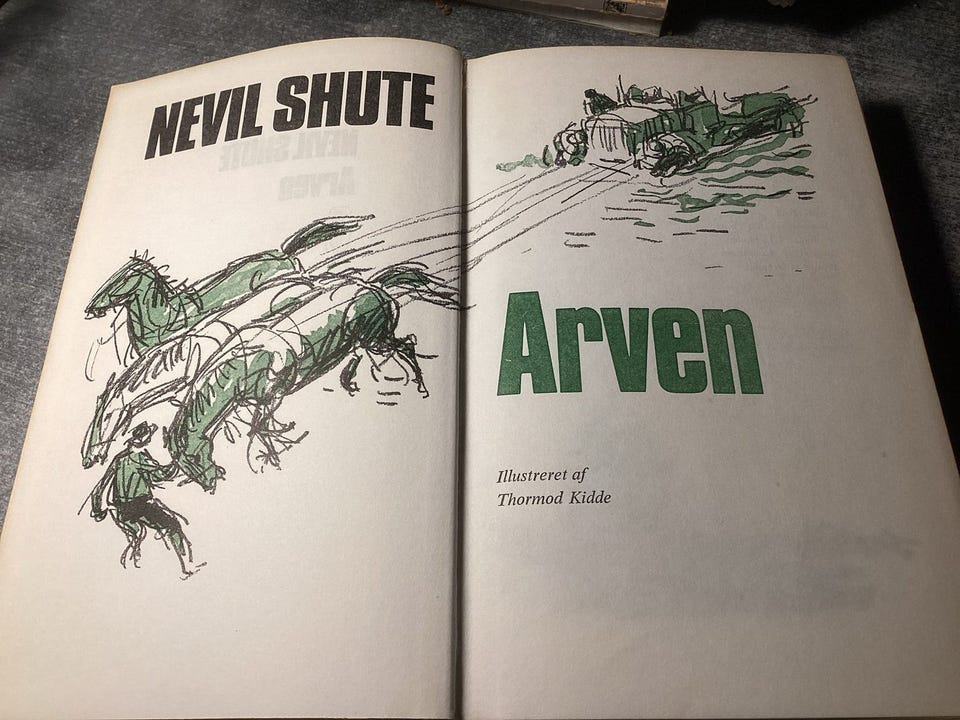 NEVIL SHUTE
Arven
Illustreret af
Thormod Kidde